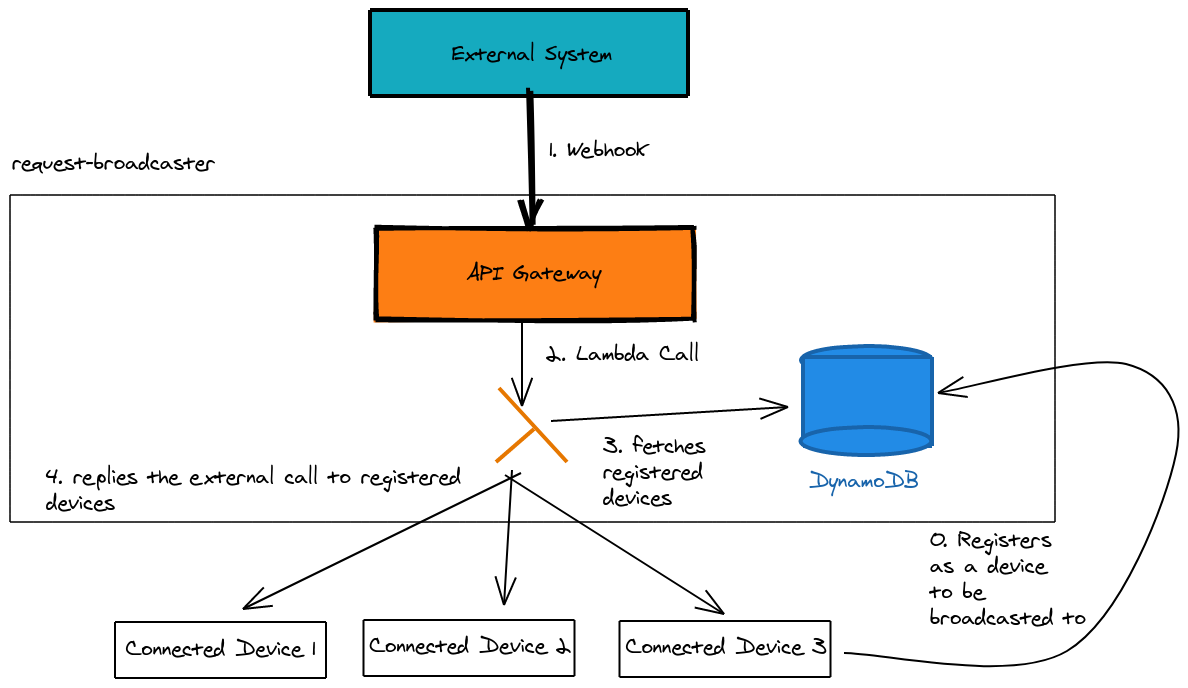 External System
1. Webhook
request-broadcaster
API Gateway
2. Lambda Call
3. fetches
registered
devices
4. replies the external call to registered
devices
DynamoDB
0. Registers
as a device
to be
broadcasted to
Connected Device 1
Connected Device 2
Connected Device 3